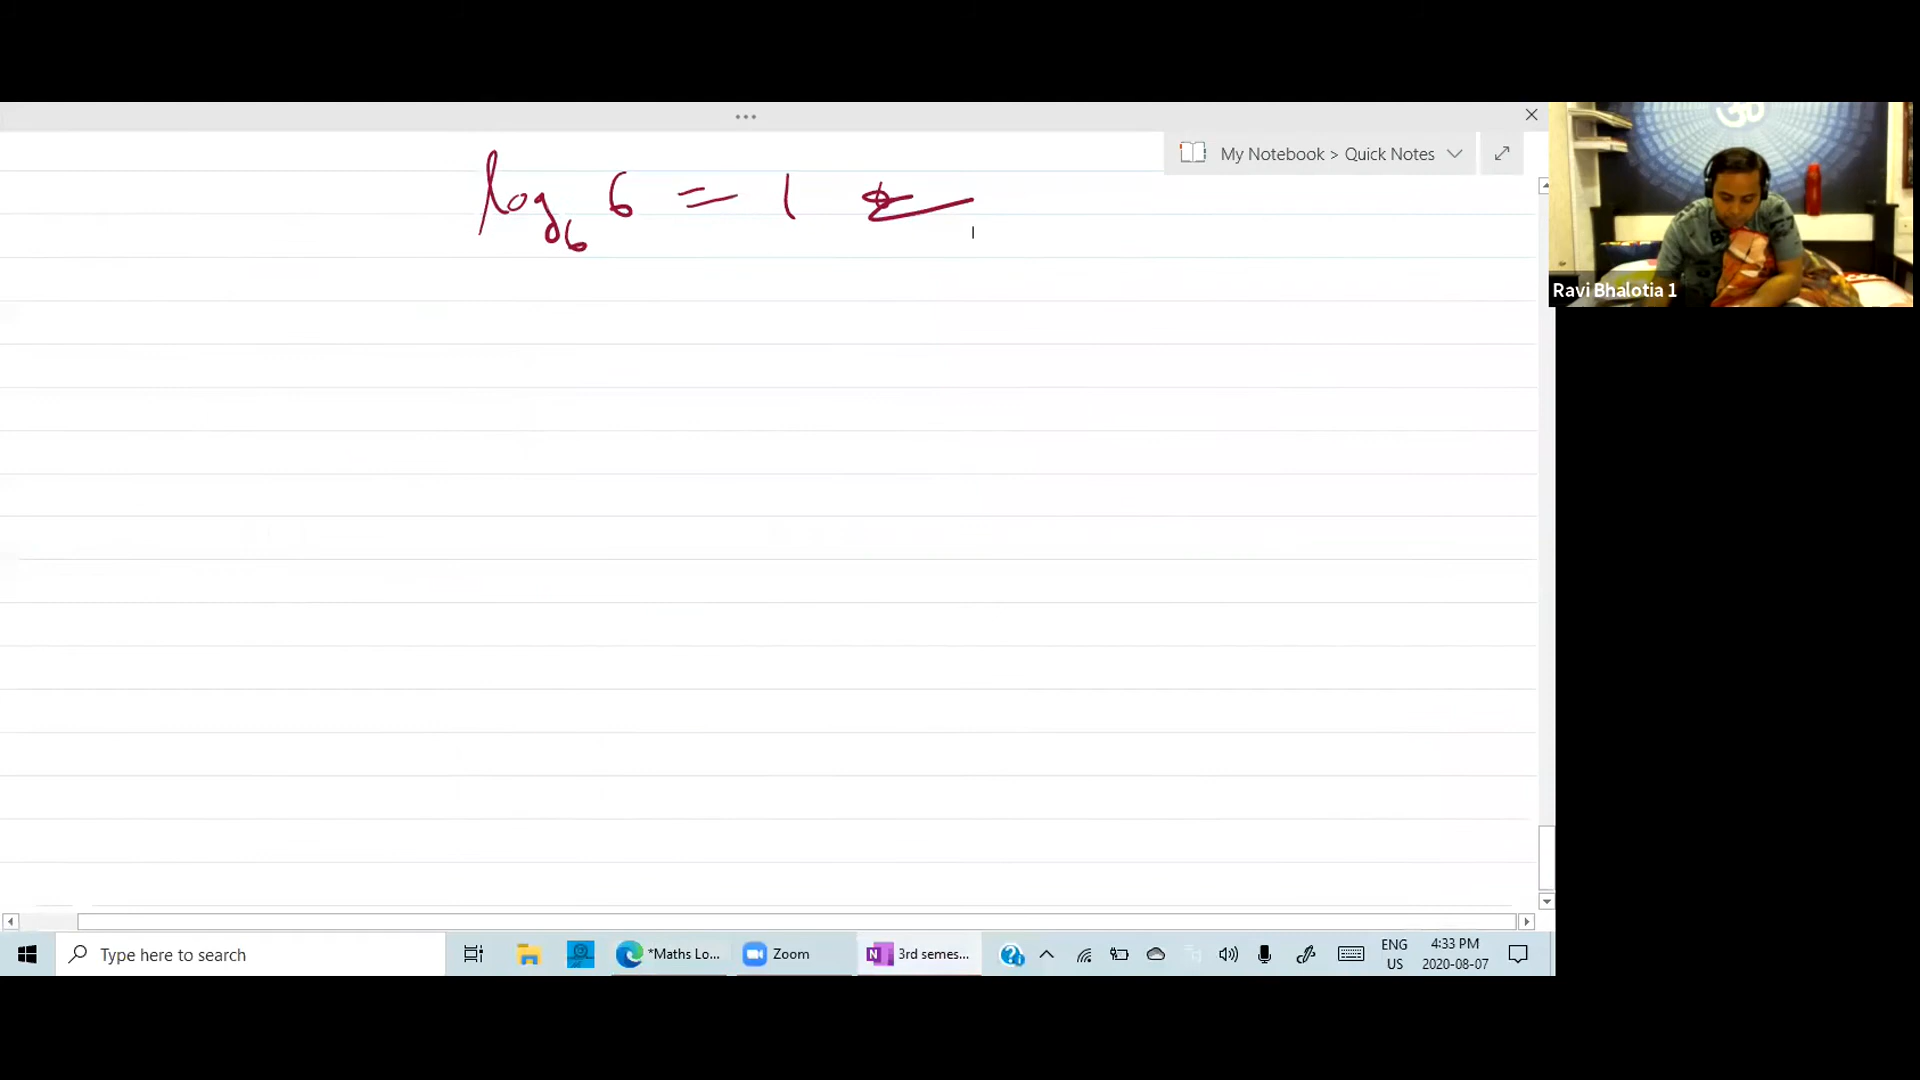 My Notebook > Quick Notes
log₆ 6 = 1
Ravi Bhalotia 1
Type here to search
*Maths Lo...
Zoom
3rd semes...
ENG
US
4:33 PM
2020-08-07